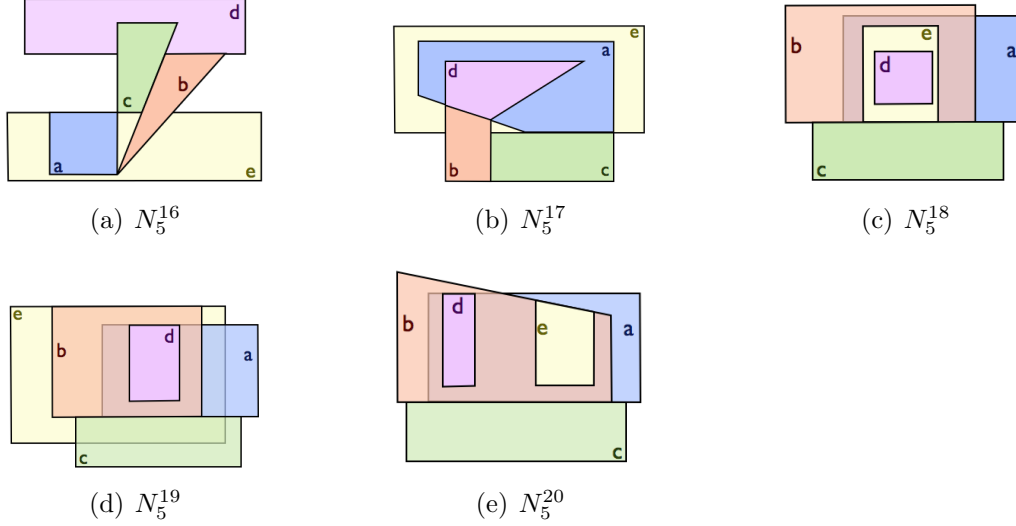 d
c
b
a
e
(a) $N_5^{16}$
e
a
d
b
c
(b) $N_5^{17}$
b
e
a
d
c
(c) $N_5^{18}$
e
b
d
a
c
(d) $N_5^{19}$
d
b
e
a
c
(e) $N_5^{20}$